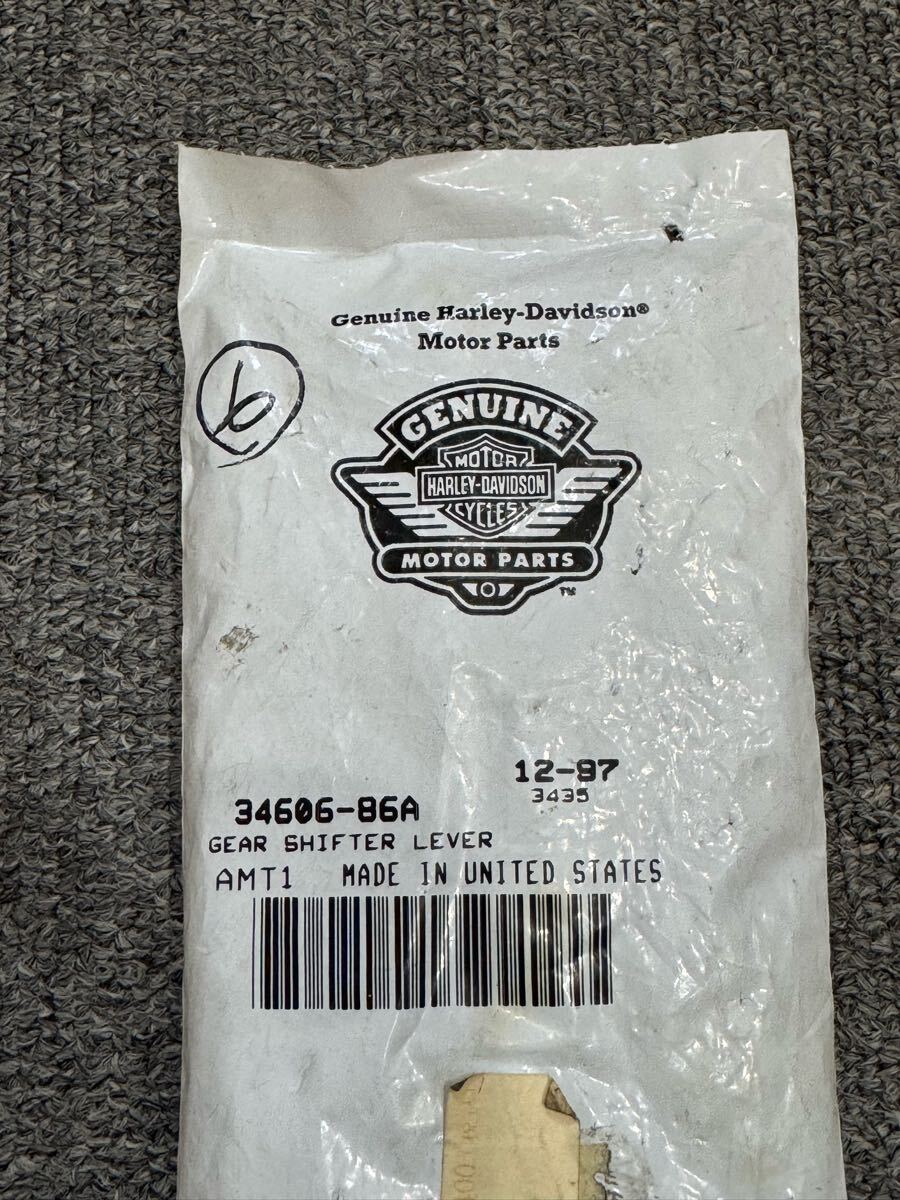 Genuine Harley-Davidson®
Motor Parts
6
GENUINE
MOTOR
HARLEY-DAVIDSON
CYCLES
MOTOR PARTS
TM
12-97
3435
34606-86A
GEAR SHIFTER LEVER
AMT1 MADE IN UNITED STATES